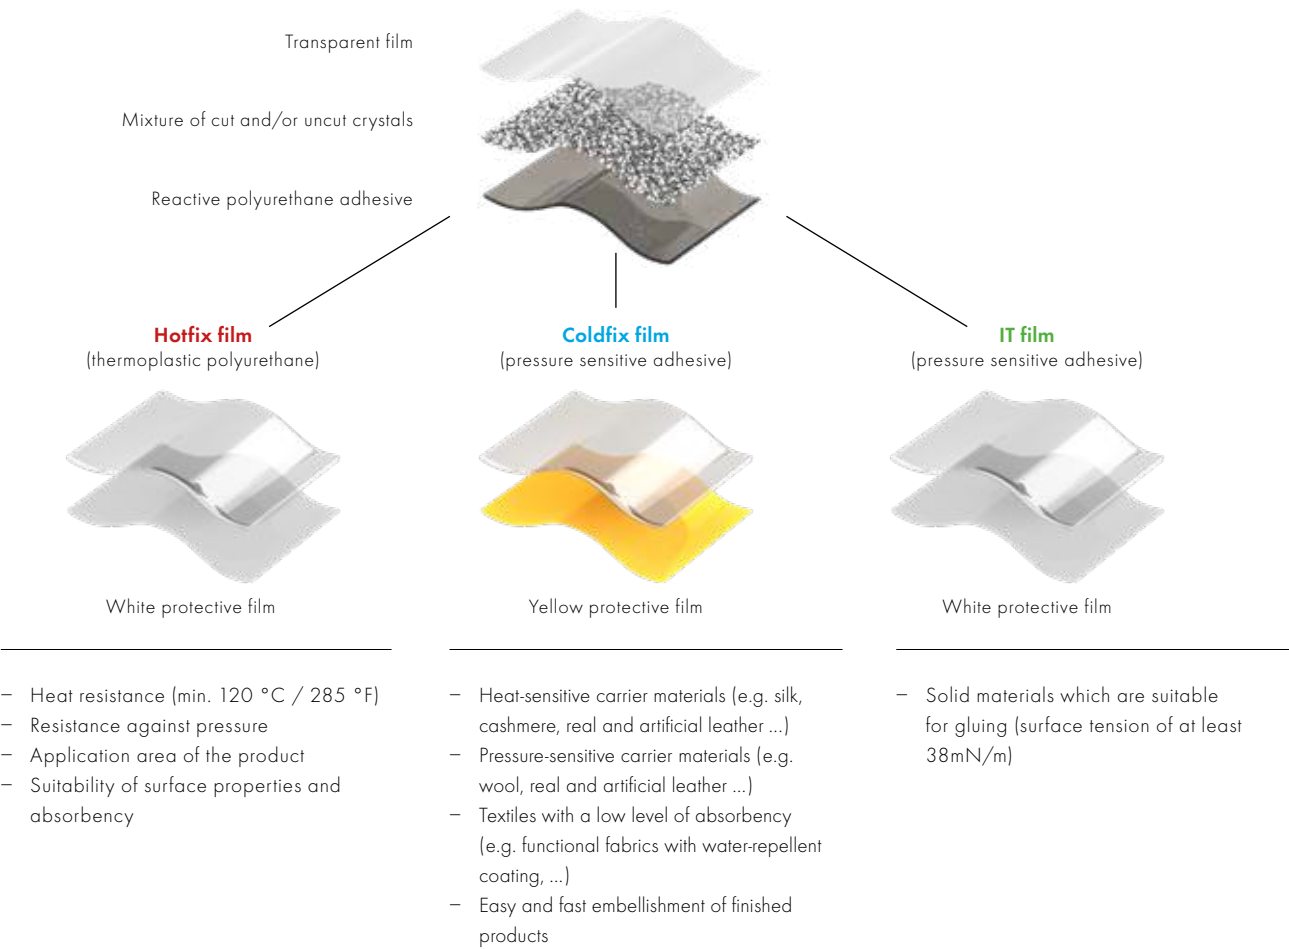 Transparent film
Mixture of cut and/or uncut crystals
Reactive polyurethane adhesive
Hotfix film
(thermoplastic polyurethane)
White protective film
– Heat resistance (min. 120 °C / 285 °F)
– Resistance against pressure
– Application area of the product
– Suitability of surface properties and
absorbency
Coldfix film
(pressure sensitive adhesive)
Yellow protective film
– Heat-sensitive carrier materials (e.g. silk,
cashmere, real and artificial leather ...)
– Pressure-sensitive carrier materials (e.g.
wool, real and artificial leather ...)
– Textiles with a low level of absorbency
(e.g. functional fabrics with water-repellent
coating, ...)
– Easy and fast embellishment of finished
products
IT film
(pressure sensitive adhesive)
White protective film
– Solid materials which are suitable
for gluing (surface tension of at least
38mN/m)